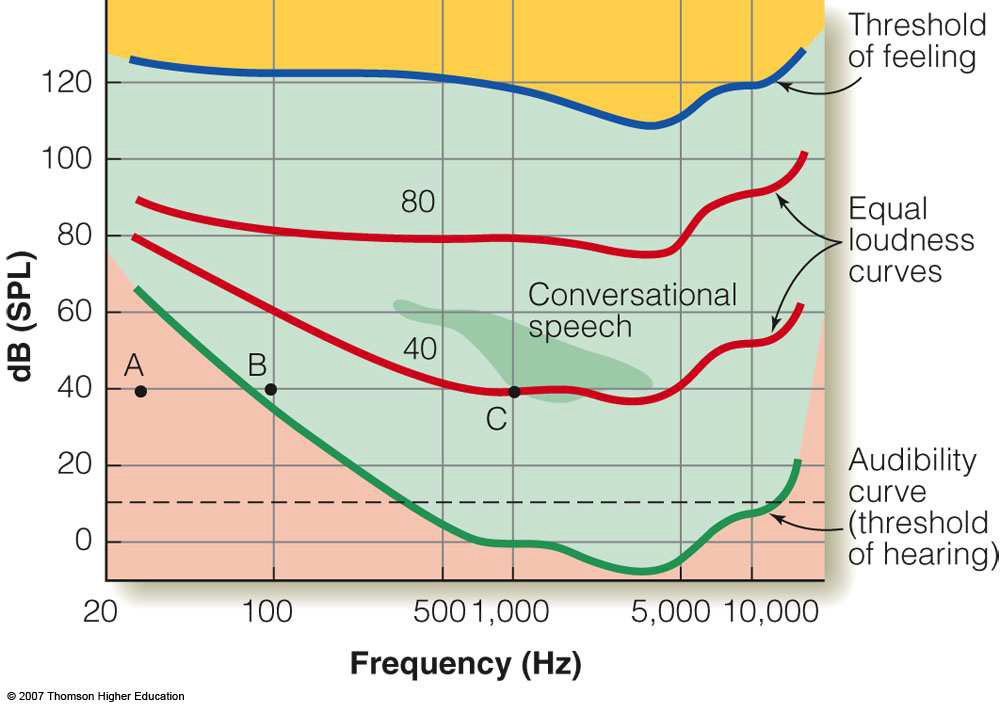 Threshold
of feeling
120
100
80
80
Equal
loudness
curves
dB (SPL)
60
Conversational
speech
40
A
B
40
C
20
Audibility
curve
(threshold
of hearing)
0
20
100
500
1,000
5,000
10,000
Frequency (Hz)
© 2007 Thomson Higher Education